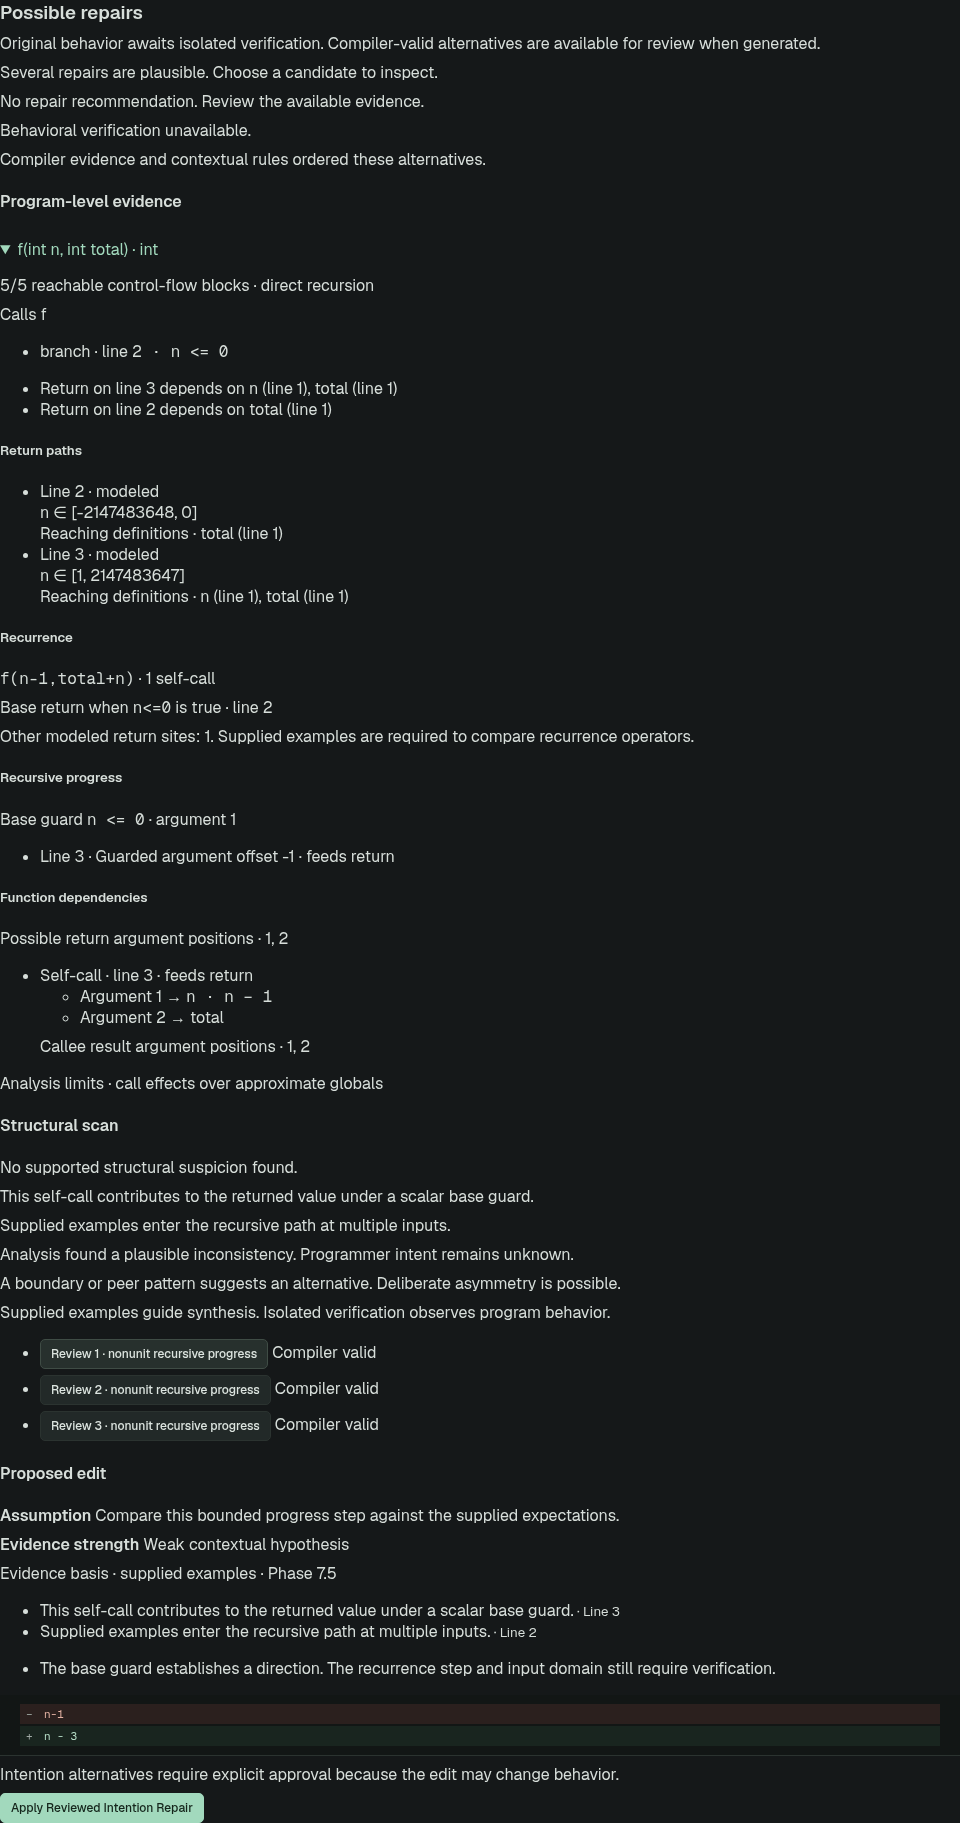 Possible repairs
Original behavior awaits isolated verification. Compiler-valid alternatives are available for review when generated.
Several repairs are plausible. Choose a candidate to inspect.
No repair recommendation. Review the available evidence.
Behavioral verification unavailable.
Compiler evidence and contextual rules ordered these alternatives.
Program-level evidence
▼ f(int n, int total) · int
5/5 reachable control-flow blocks · direct recursion
Calls f
• branch · line 2 · n <= 0
• Return on line 3 depends on n (line 1), total (line 1)
• Return on line 2 depends on total (line 1)
Return paths
• Line 2 · modeled
n ∈ [-2147483648, 0]
Reaching definitions · total (line 1)
• Line 3 · modeled
n ∈ [1, 2147483647]
Reaching definitions · n (line 1), total (line 1)
Recurrence
f(n-1,total+n) · 1 self-call
Base return when n<=0 is true · line 2
Other modeled return sites: 1. Supplied examples are required to compare recurrence operators.
Recursive progress
Base guard n <= 0 · argument 1
• Line 3 · Guarded argument offset -1 · feeds return
Function dependencies
Possible return argument positions · 1, 2
• Self-call · line 3 · feeds return
◦ Argument 1 → n · n − 1
◦ Argument 2 → total
Callee result argument positions · 1, 2
Analysis limits · call effects over approximate globals
Structural scan
No supported structural suspicion found.
This self-call contributes to the returned value under a scalar base guard.
Supplied examples enter the recursive path at multiple inputs.
Analysis found a plausible inconsistency. Programmer intent remains unknown.
A boundary or peer pattern suggests an alternative. Deliberate asymmetry is possible.
Supplied examples guide synthesis. Isolated verification observes program behavior.
• Review 1 · nonunit recursive progress Compiler valid
• Review 2 · nonunit recursive progress Compiler valid
• Review 3 · nonunit recursive progress Compiler valid
Proposed edit
Assumption Compare this bounded progress step against the supplied expectations.
Evidence strength Weak contextual hypothesis
Evidence basis · supplied examples · Phase 7.5
• This self-call contributes to the returned value under a scalar base guard. · Line 3
• Supplied examples enter the recursive path at multiple inputs. · Line 2
• The base guard establishes a direction. The recurrence step and input domain still require verification.
− n-1
+ n - 3
Intention alternatives require explicit approval because the edit may change behavior.
Apply Reviewed Intention Repair